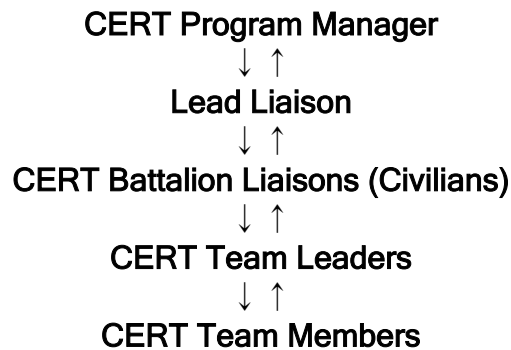 CERT Program Manager
↓ ↑
Lead Liaison
↓ ↑
CERT Battalion Liaisons (Civilians)
↓ ↑
CERT Team Leaders
↓ ↑
CERT Team Members